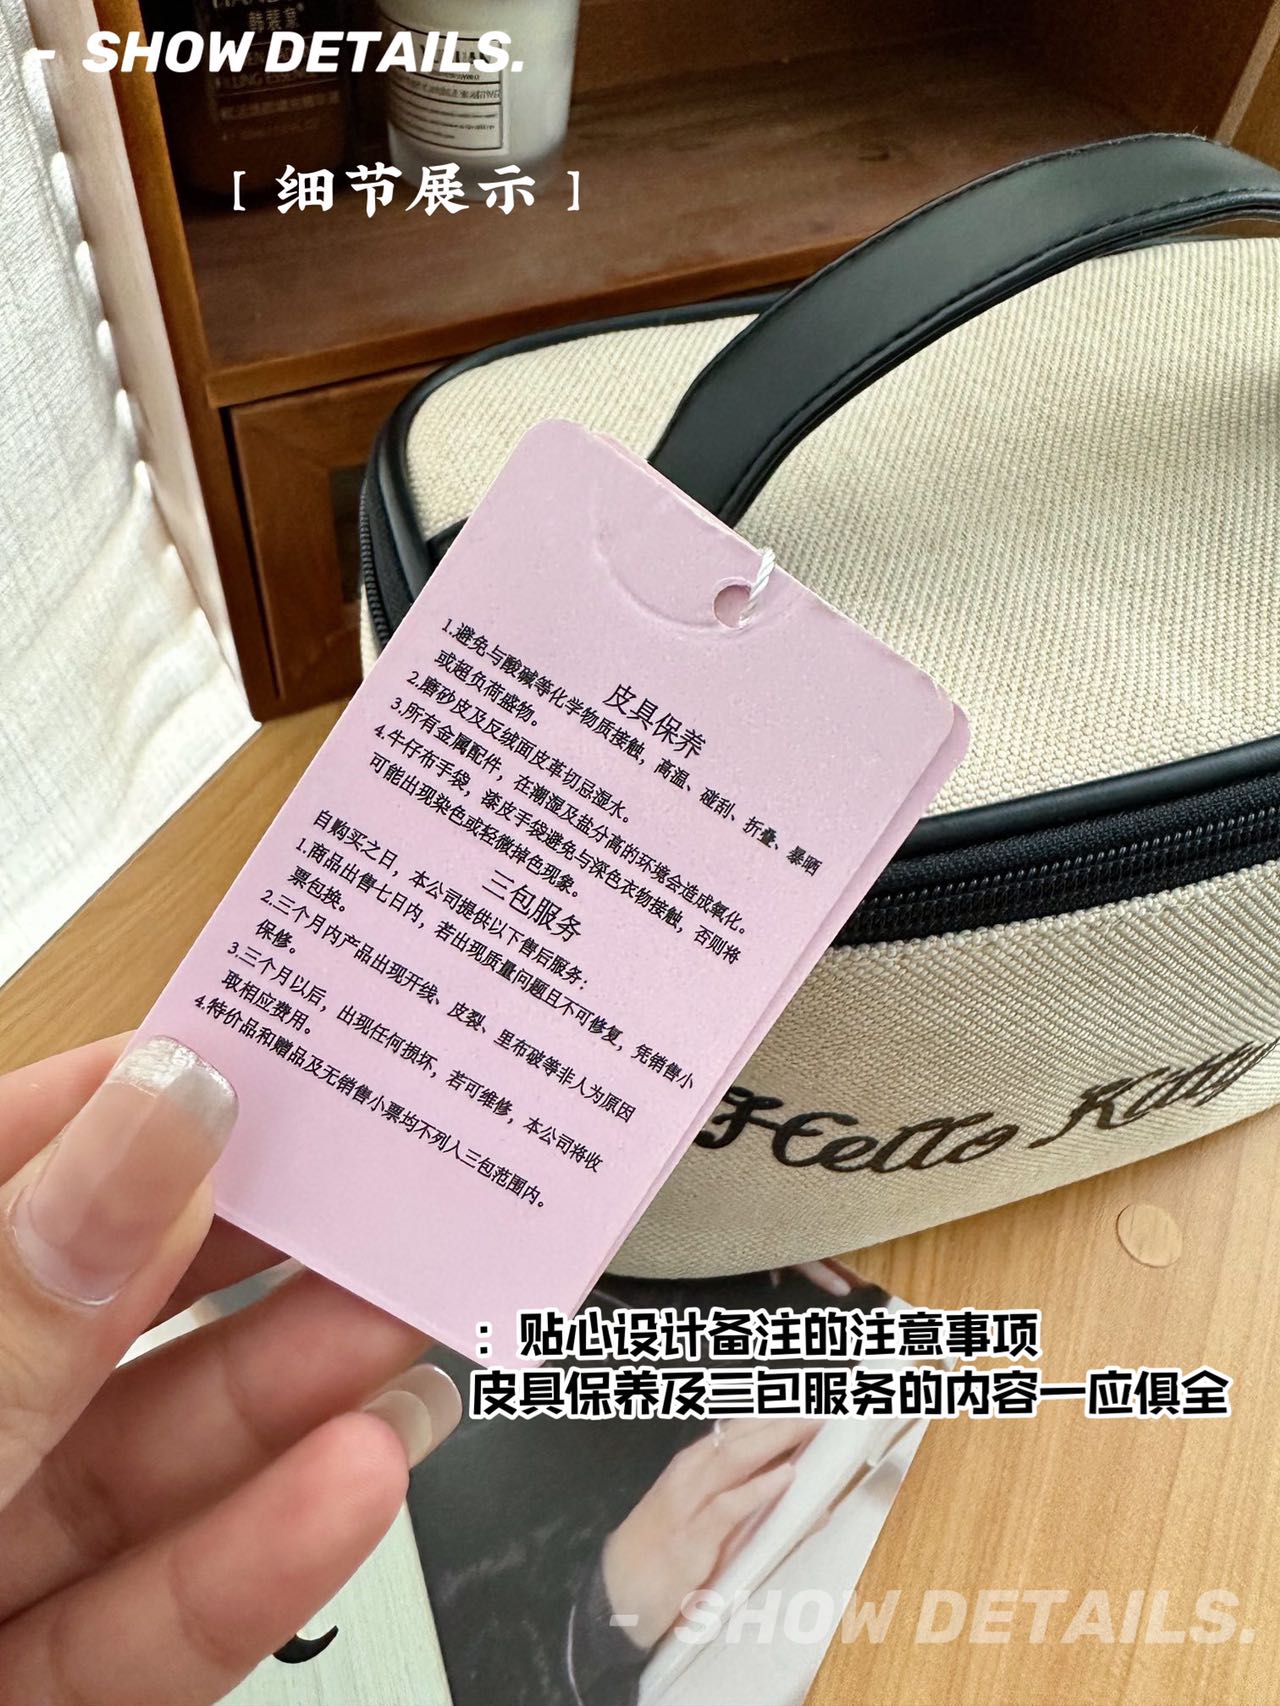 - SHOW DETAILS.
[ 细节展示 ]
皮具保养
1.避免与酸碱等化学物质接触，高温、碰刮、折叠、暴晒
或超负荷盛物。
2.磨砂皮及反绒面皮革切忌湿水。
3.所有金属配件，在潮湿及盐分高的环境会造成氧化。
4.牛仔布手袋，漆皮手袋避免与深色衣物接触，否则将
可能出现染色或轻微掉色现象。
三包服务
自购买之日，本公司提供以下售后服务：
1.商品出售七日内，若出现质量问题且不可修复，凭销售小
票包换。
2.三个月内产品出现开线、皮裂、里布破等非人为原因
保修。
3.三个月以后，出现任何损坏，若可维修，本公司将收
取相应费用。
4.特价品和赠品及无销售小票均不列入三包范围内。
Hello Kitty
：贴心设计备注的注意事项
皮具保养及三包服务的内容一应俱全
- SHOW DETAILS.